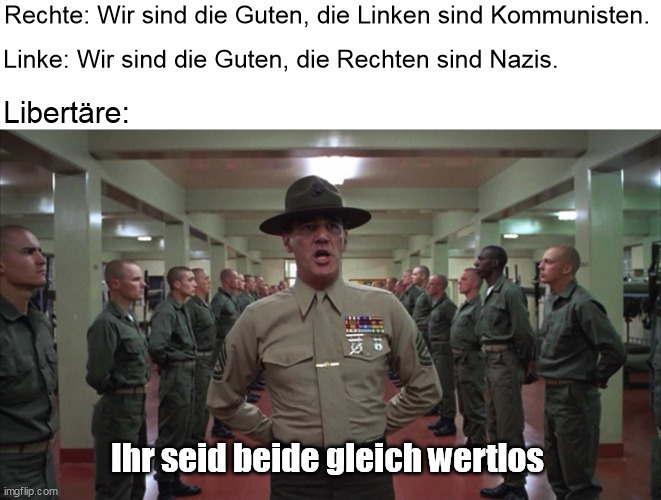 Rechte: Wir sind die Guten, die Linken sind Kommunisten.
Linke: Wir sind die Guten, die Rechten sind Nazis.
Libertäre:
Ihr seid beide gleich wertlos
imgflip.com